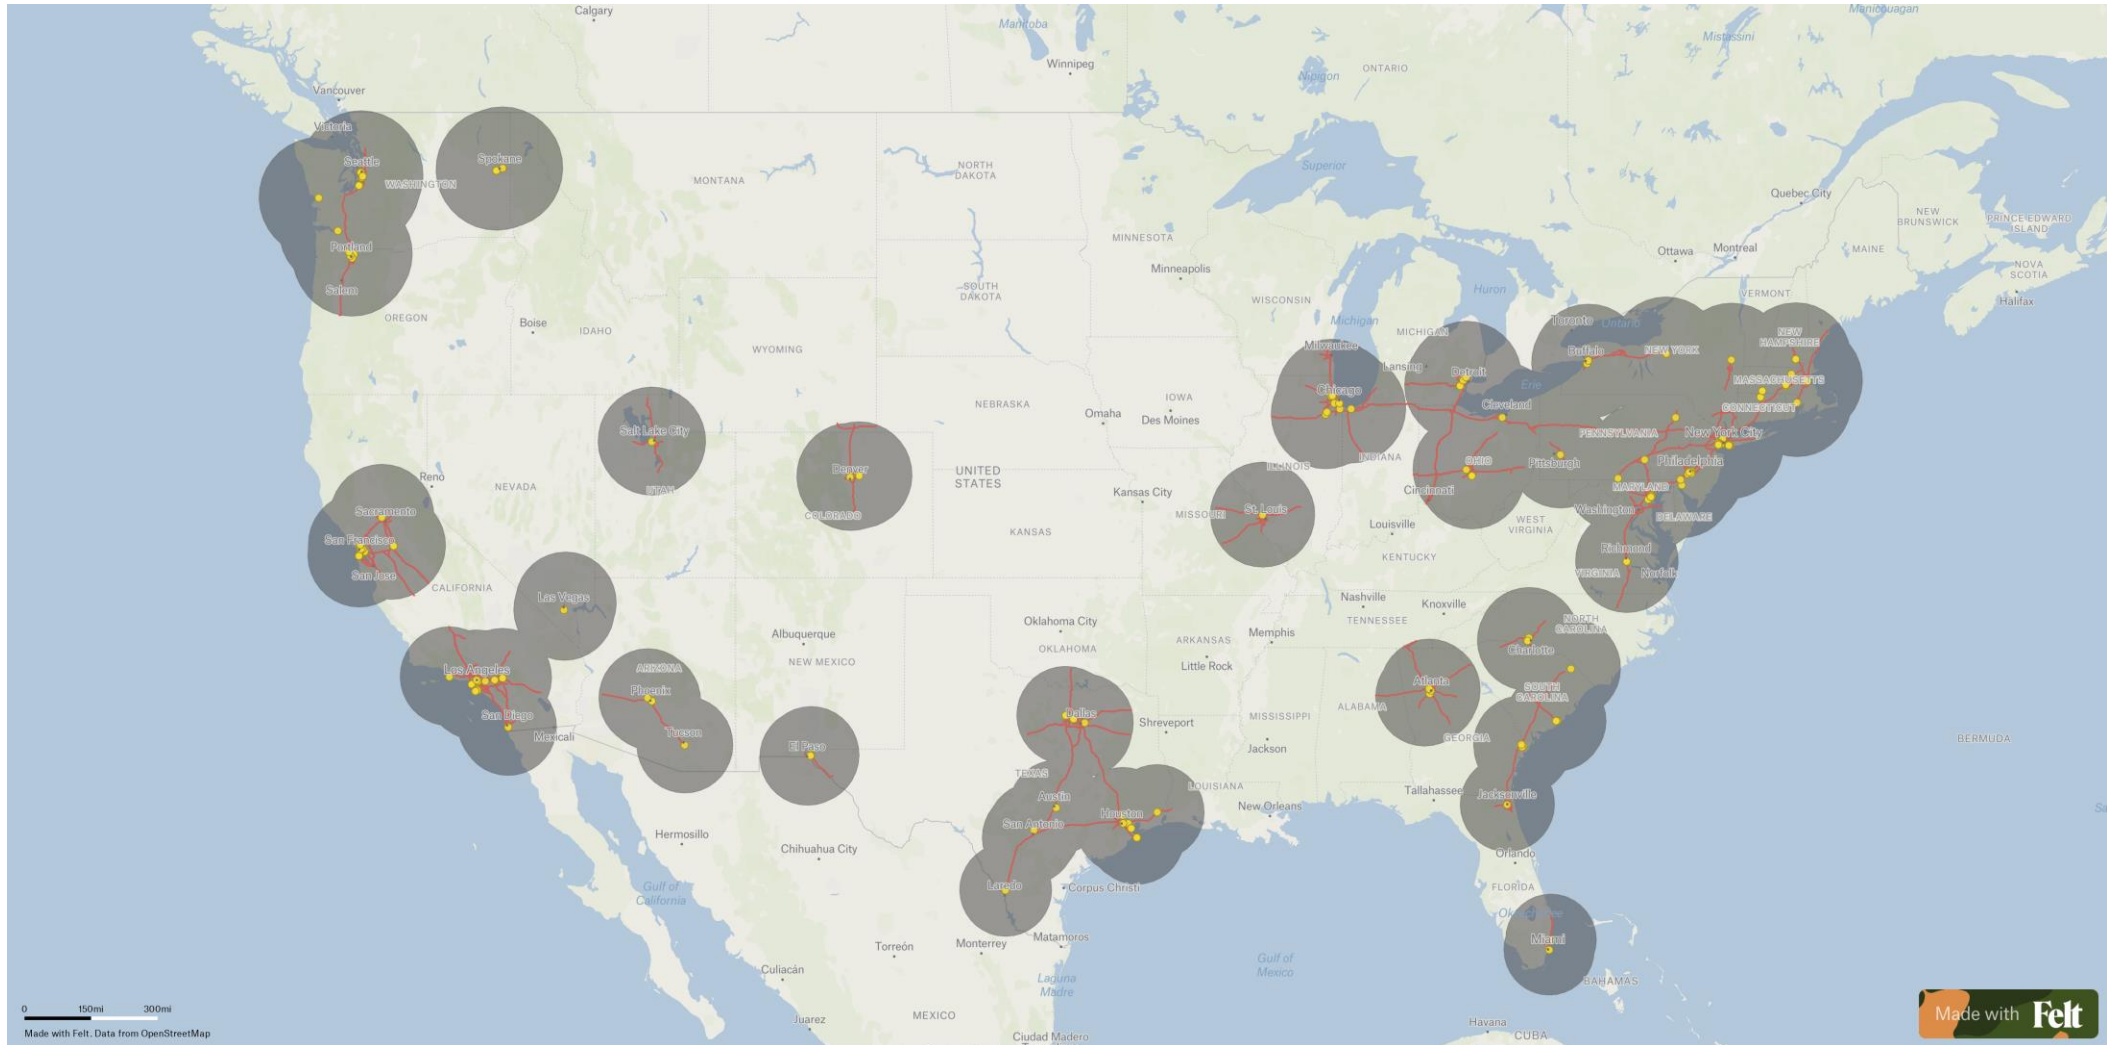 Calgary
Manitoba
Manicouagan
Mistassini
Winnipeg
ONTARIO
Nipigon
Vancouver
Victoria
Seattle
WASHINGTON
Spokane
MONTANA
NORTH
DAKOTA
Superior
Quebec City
NEW
BRUNSWICK
PRINCE EDWARD
ISLAND
MINNESOTA
Ottawa
Montreal
MAINE
NOVA
SCOTIA
Halifax
Portland
Salem
OREGON
Boise
IDAHO
SOUTH
DAKOTA
Minneapolis
WISCONSIN
Huron
VERMONT
WYOMING
Michigan
MICHIGAN
Toronto
Ontario
NEW
HAMPSHIRE
Milwaukee
Lansing
Detroit
Buffalo
NEW YORK
Erie
MASSACHUSETTS
Chicago
Cleveland
CONNECTICUT
NEBRASKA
IOWA
Omaha
Des Moines
Salt Lake City
UTAH
PENNSYLVANIA
New York City
Reno
NEVADA
Denver
COLORADO
UNITED
STATES
ILLINOIS
INDIANA
OHIO
Pittsburgh
Philadelphia
Sacramento
San Francisco
San Jose
CALIFORNIA
Kansas City
MISSOURI
St. Louis
Cincinnati
MARYLAND
Washington
DELAWARE
KANSAS
Louisville
KENTUCKY
WEST
VIRGINIA
Richmond
VIRGINIA
Norfolk
Las Vegas
Nashville
Knoxville
TENNESSEE
NORTH
CAROLINA
Charlotte
Albuquerque
NEW MEXICO
Oklahoma City
OKLAHOMA
ARKANSAS
Little Rock
Memphis
Los Angeles
San Diego
Mexicali
ARIZONA
Phoenix
Tucson
El Paso
Dallas
Shreveport
MISSISSIPPI
Jackson
ALABAMA
Atlanta
GEORGIA
SOUTH
CAROLINA
BERMUDA
TEXAS
Austin
San Antonio
Houston
LOUISIANA
New Orleans
Tallahassee
Jacksonville
Hermosillo
Chihuahua City
Laredo
Corpus Christi
Orlando
FLORIDA
Gulf of
California
Torreón
Monterrey
Matamoros
Miami
Culiacán
Laguna
Madre
Gulf of
Mexico
BAHAMAS
Juarez
MEXICO
Ciudad Madero
Havana
CUBA
0 150mi 300mi
Made with Felt. Data from OpenStreetMap
Made with Felt